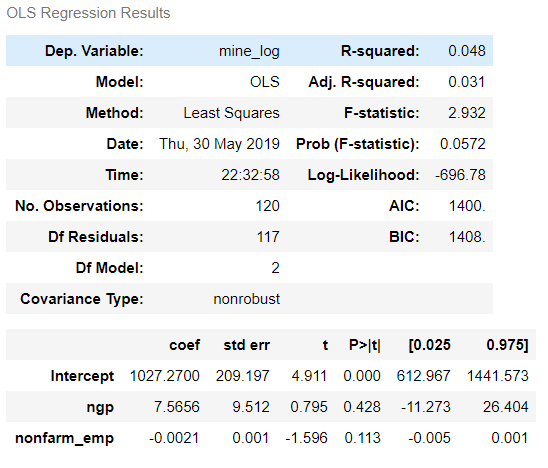 OLS Regression Results
Dep. Variable: mine_log R-squared: 0.048
Model: OLS Adj. R-squared: 0.031
Method: Least Squares F-statistic: 2.932
Date: Thu, 30 May 2019 Prob (F-statistic): 0.0572
Time: 22:32:58 Log-Likelihood: -696.78
No. Observations: 120 AIC: 1400.
Df Residuals: 117 BIC: 1408.
Df Model: 2
Covariance Type: nonrobust
coef std err t P>|t| [0.025 0.975]
Intercept 1027.2700 209.197 4.911 0.000 612.967 1441.573
ngp 7.5656 9.512 0.795 0.428 -11.273 26.404
nonfarm_emp -0.0021 0.001 -1.596 0.113 -0.005 0.001